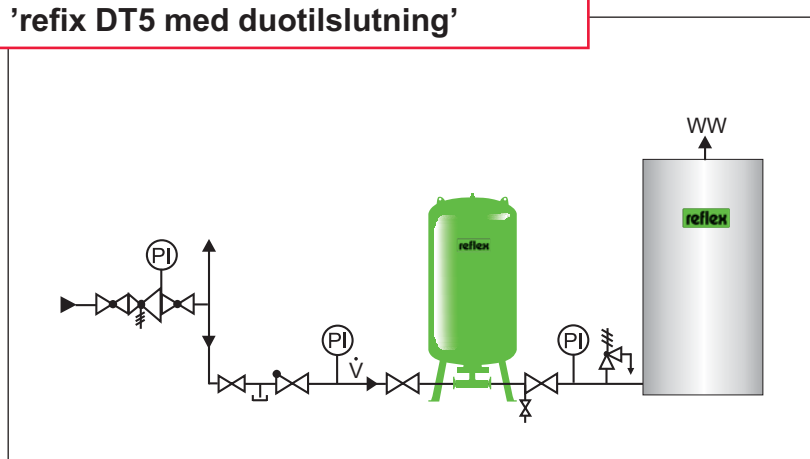 ’refix DT5 med duotilslutning’
WW
reflex
reflex
PI
PI
V̇
PI